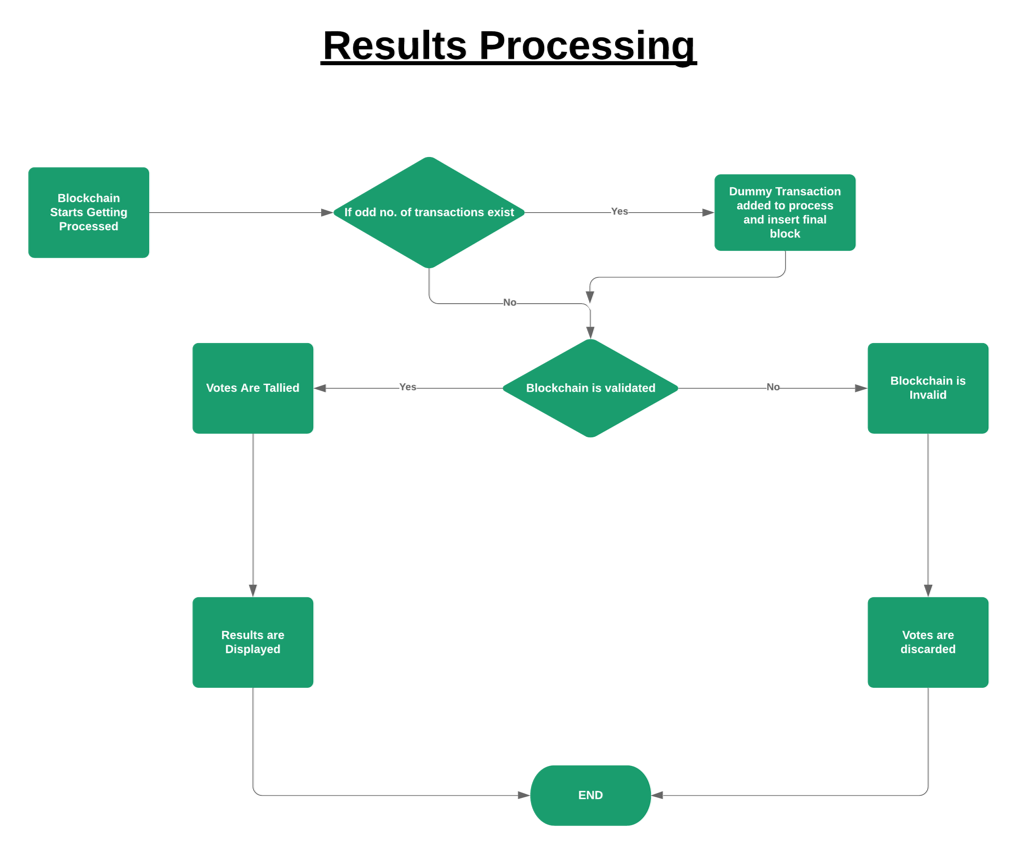 Results Processing
Blockchain
Starts Getting
Processed
If odd no. of transactions exist
Yes
Dummy Transaction
added to process
and insert final
block
No
Votes Are Tallied
Yes
Blockchain is validated
No
Blockchain is
Invalid
Results are
Displayed
Votes are
discarded
END